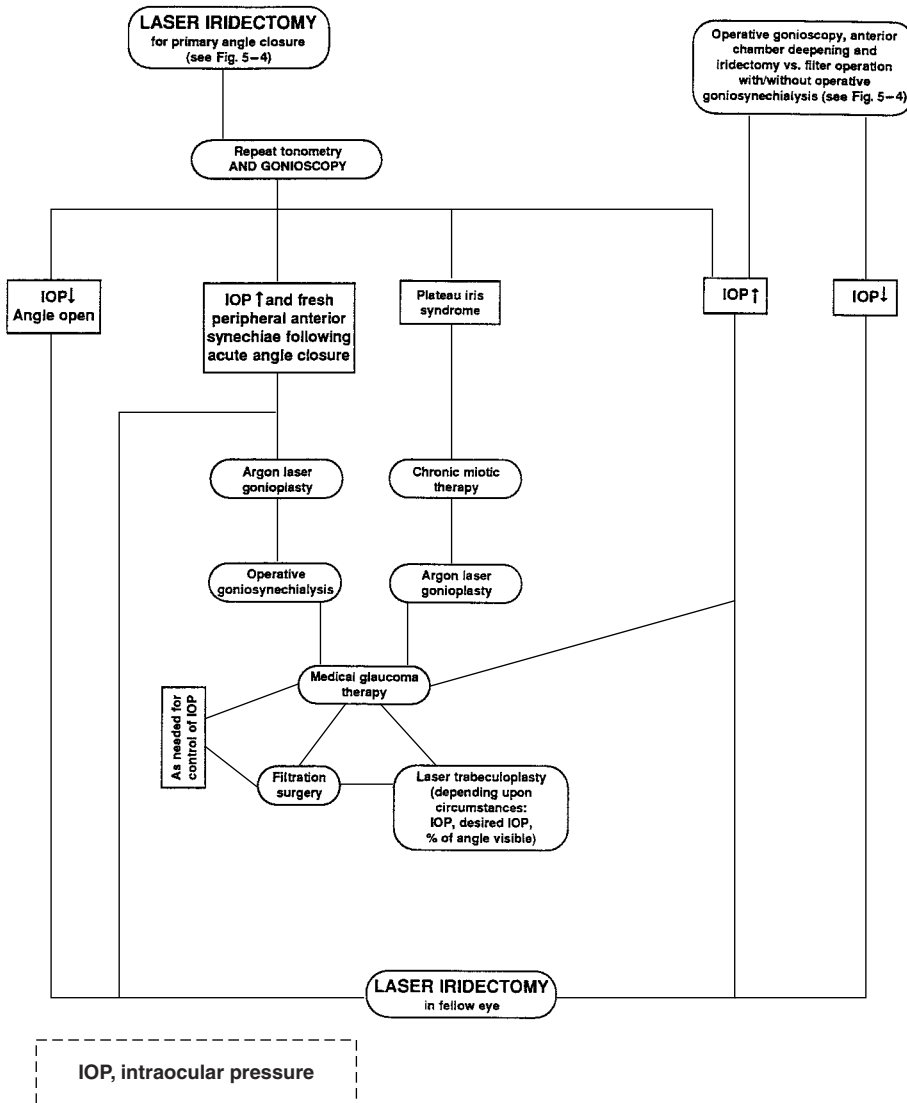 LASER IRIDECTOMY
for primary angle closure
(see Fig. 5–4)
Operative gonioscopy, anterior
chamber deepening and
iridectomy vs. filter operation
with/without operative
goniosynechialysis (see Fig. 5–4)
Repeat tonometry
AND GONIOSCOPY
IOP↓
Angle open
IOP ↑ and fresh
peripheral anterior
synechiae following
acute angle closure
Plateau iris
syndrome
IOP ↑
IOP↓
Argon laser
gonioplasty
Chronic miotic
therapy
Operative
goniosynechialysis
Argon laser
gonioplasty
Medical glaucoma
therapy
As needed for
control of IOP
Filtration
surgery
Laser trabeculoplasty
(depending upon
circumstances:
IOP, desired IOP,
% of angle visible)
LASER IRIDECTOMY
in fellow eye
IOP, intraocular pressure